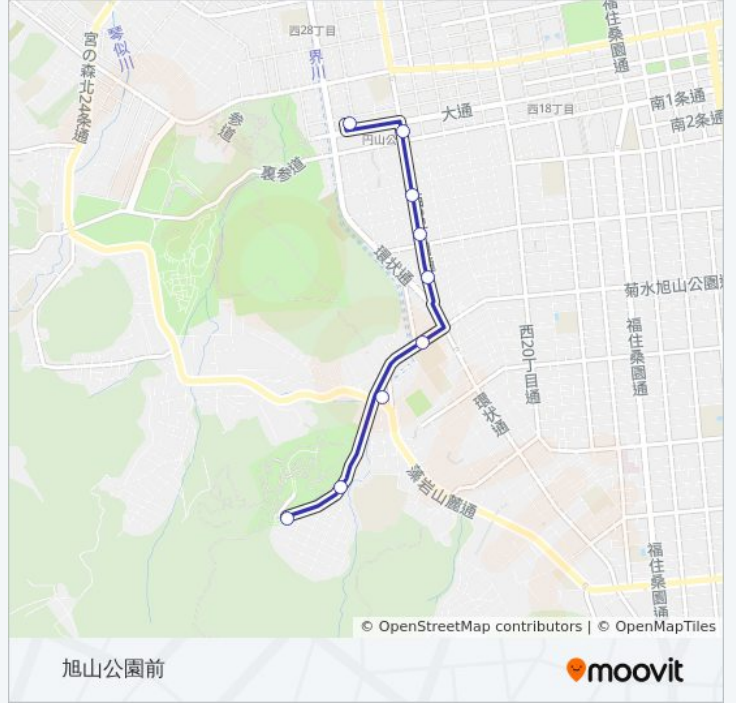 西28丁目
福住桑園通
琴似川
宮の森北24条通
界川
参道
大通
西18丁目
南1条通
南2条通
円山公
裏参道
環状通
菊水旭山公園通
福住桑園通
西20丁目通
環状通
藻岩山麓通
福住桑園通
© OpenStreetMap contributors | © OpenMapTiles
旭山公園前
moovit